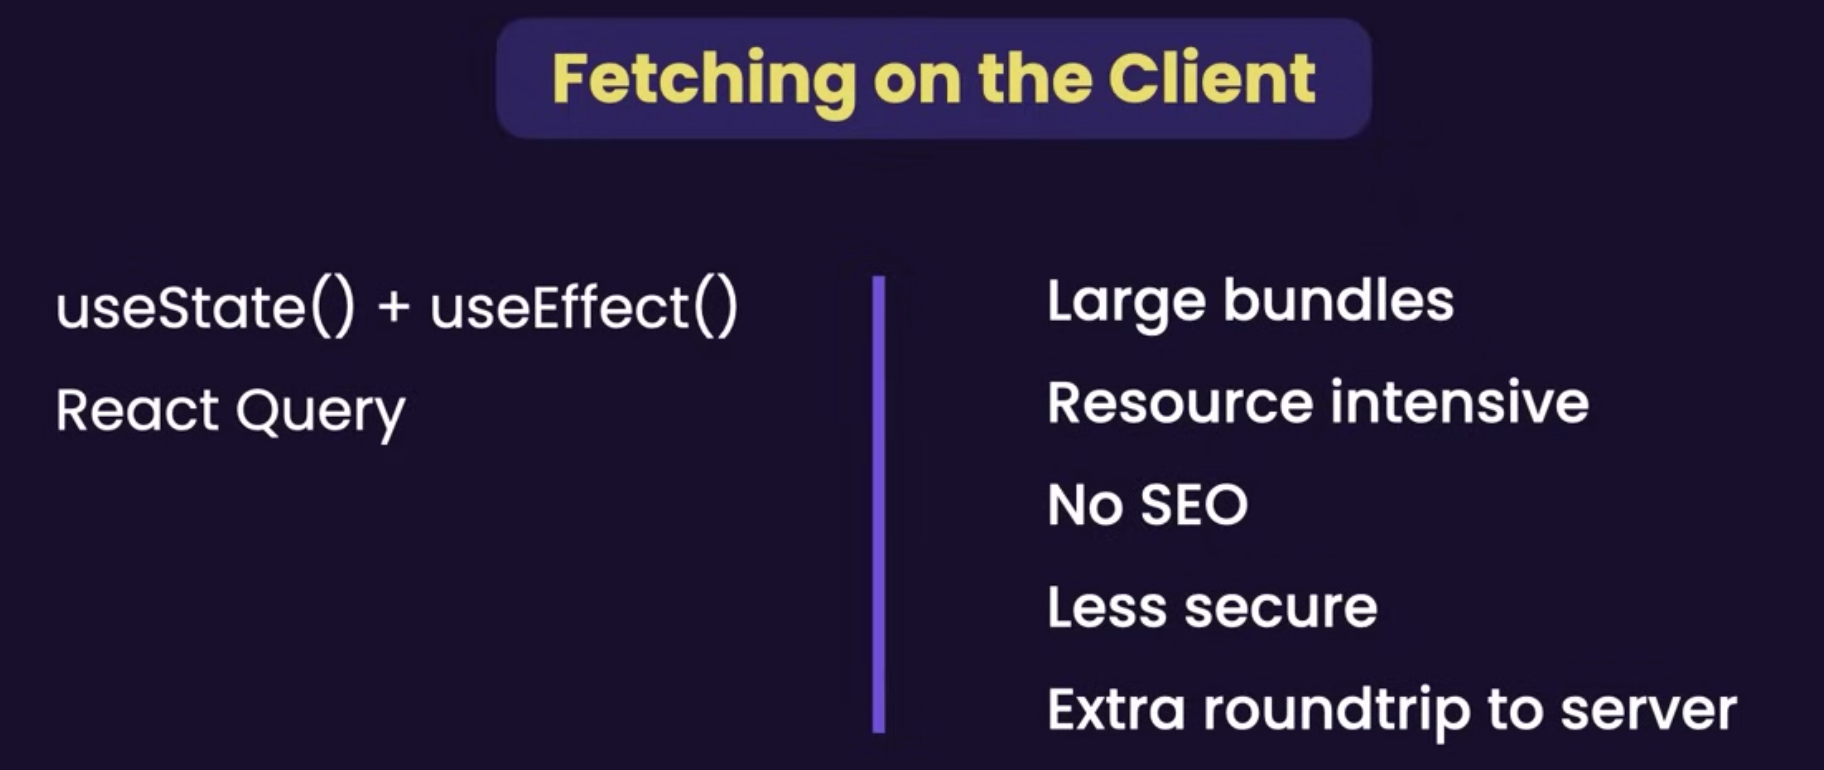 Fetching on the Client
useState() + useEffect()
React Query
Large bundles
Resource intensive
No SEO
Less secure
Extra roundtrip to server